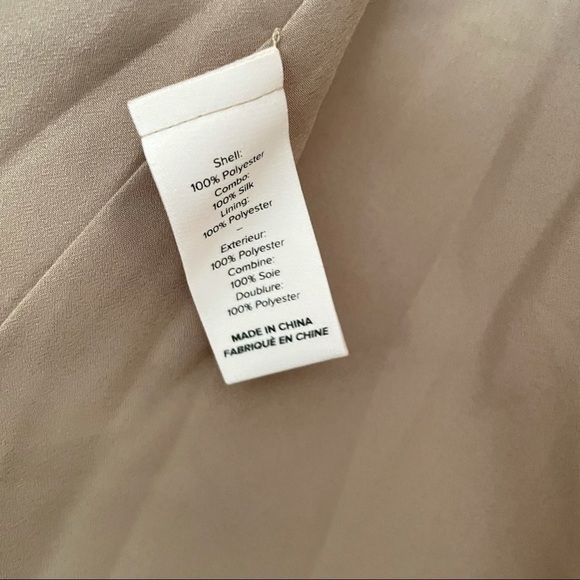 Shell:
100% Polyester
Combo:
100% Silk
Lining:
100% Polyester
–
Exterieur:
100% Polyester
Combine:
100% Soie
Doublure:
100% Polyester
MADE IN CHINA
FABRIQUÈ EN CHINE